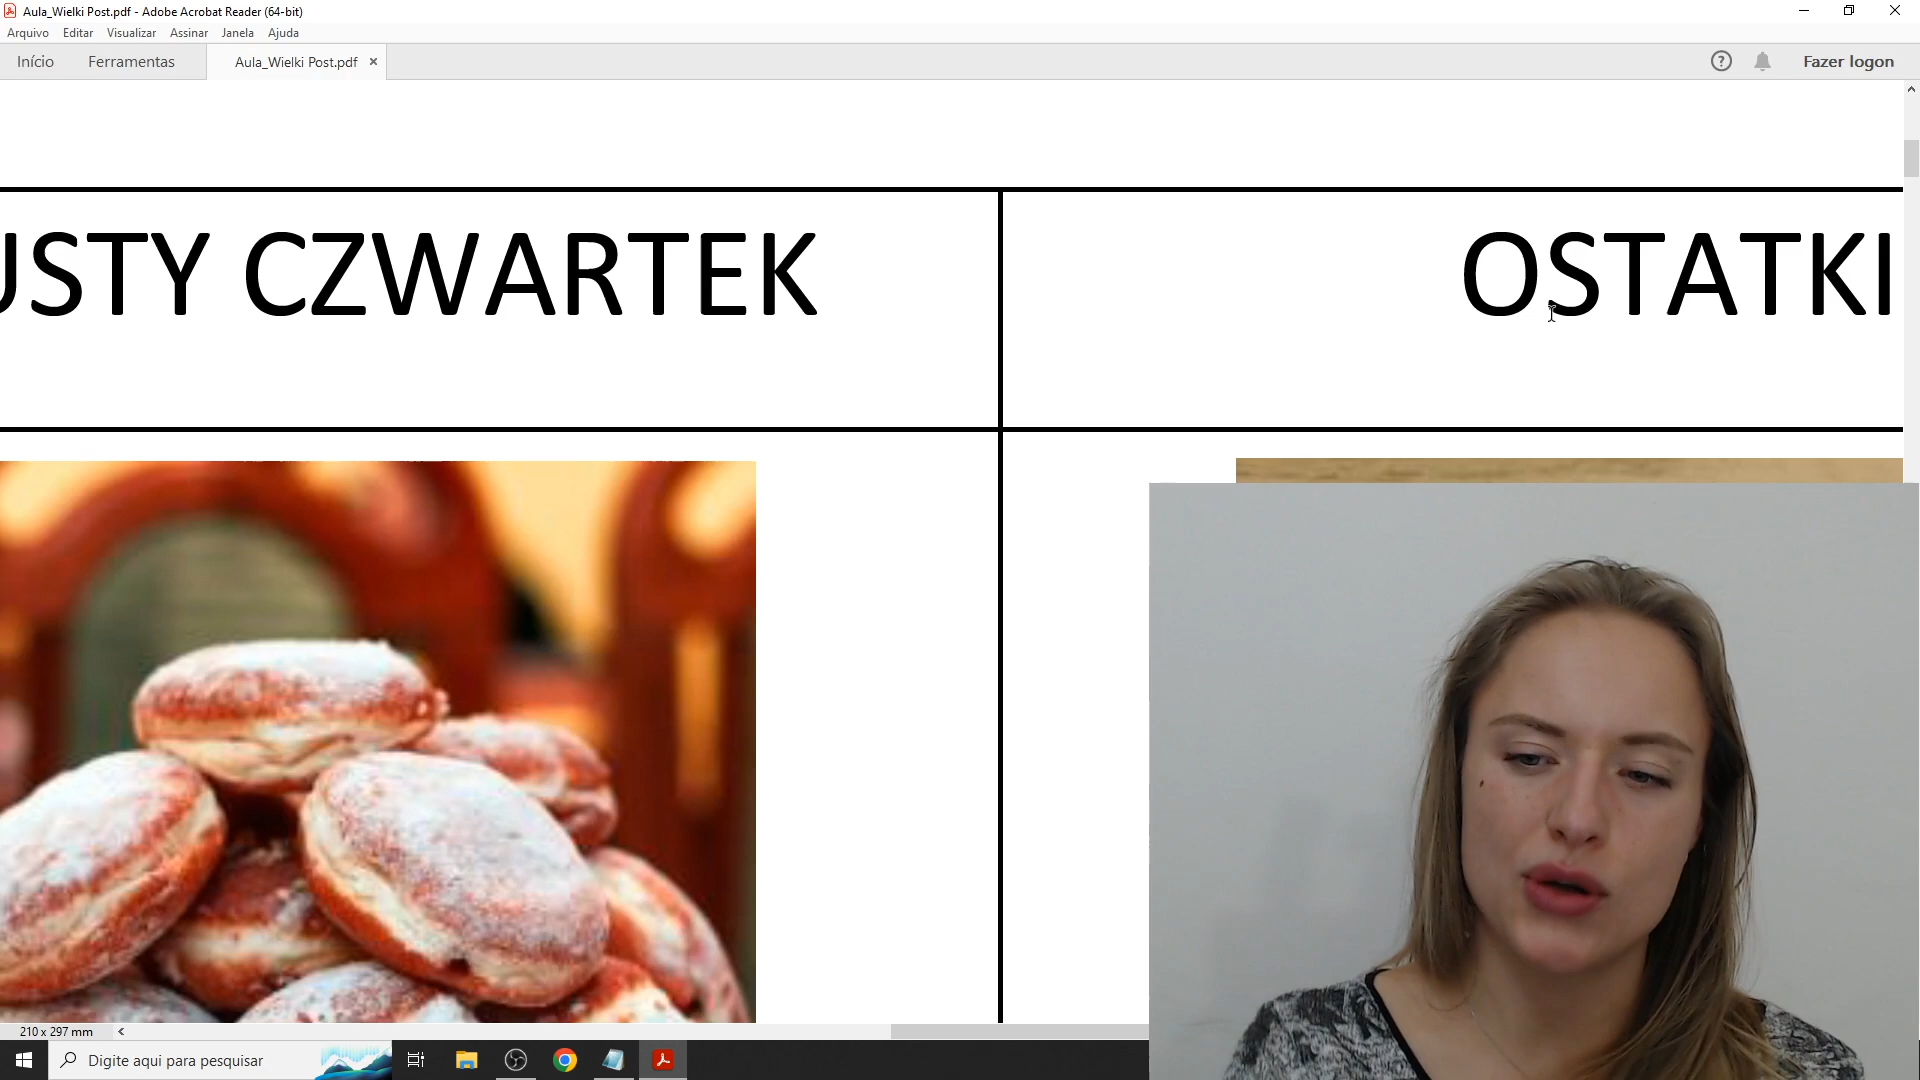 Aula_Wielki Post.pdf - Adobe Acrobat Reader (64-bit)
Arquivo Editar Visualizar Assinar Janela Ajuda
Início Ferramentas Aula_Wielki Post.pdf Fazer logon
USTY CZWARTEK
OSTATKI
210 x 297 mm
Digite aqui para pesquisar